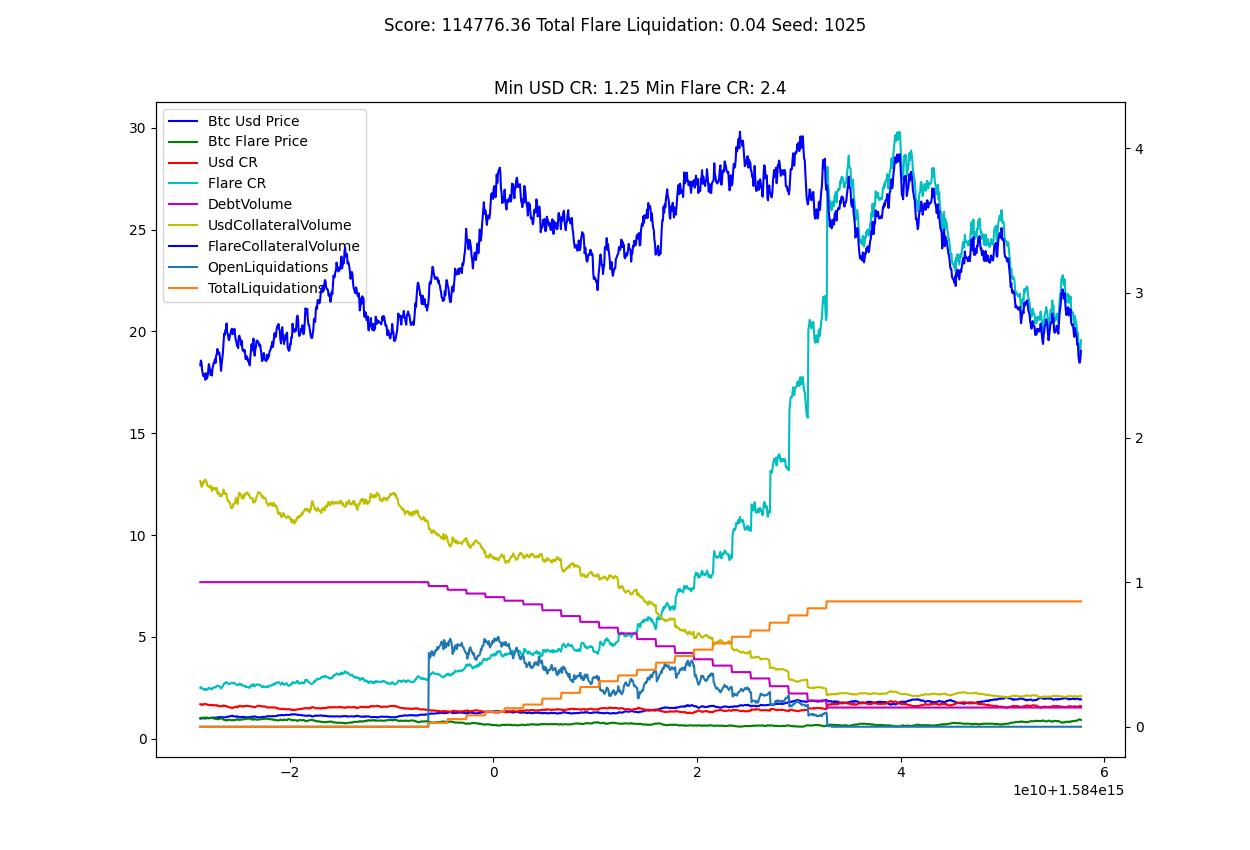 Score: 114776.36 Total Flare Liquidation: 0.04 Seed: 1025
Min USD CR: 1.25 Min Flare CR: 2.4
Btc Usd Price
Btc Flare Price
Usd CR
Flare CR
DebtVolume
UsdCollateralVolume
FlareCollateralVolume
OpenLiquidations
TotalLiquidations
30
25
20
15
10
5
0
4
3
2
1
0
−2 0 2 4 6
1e10+1.584e15